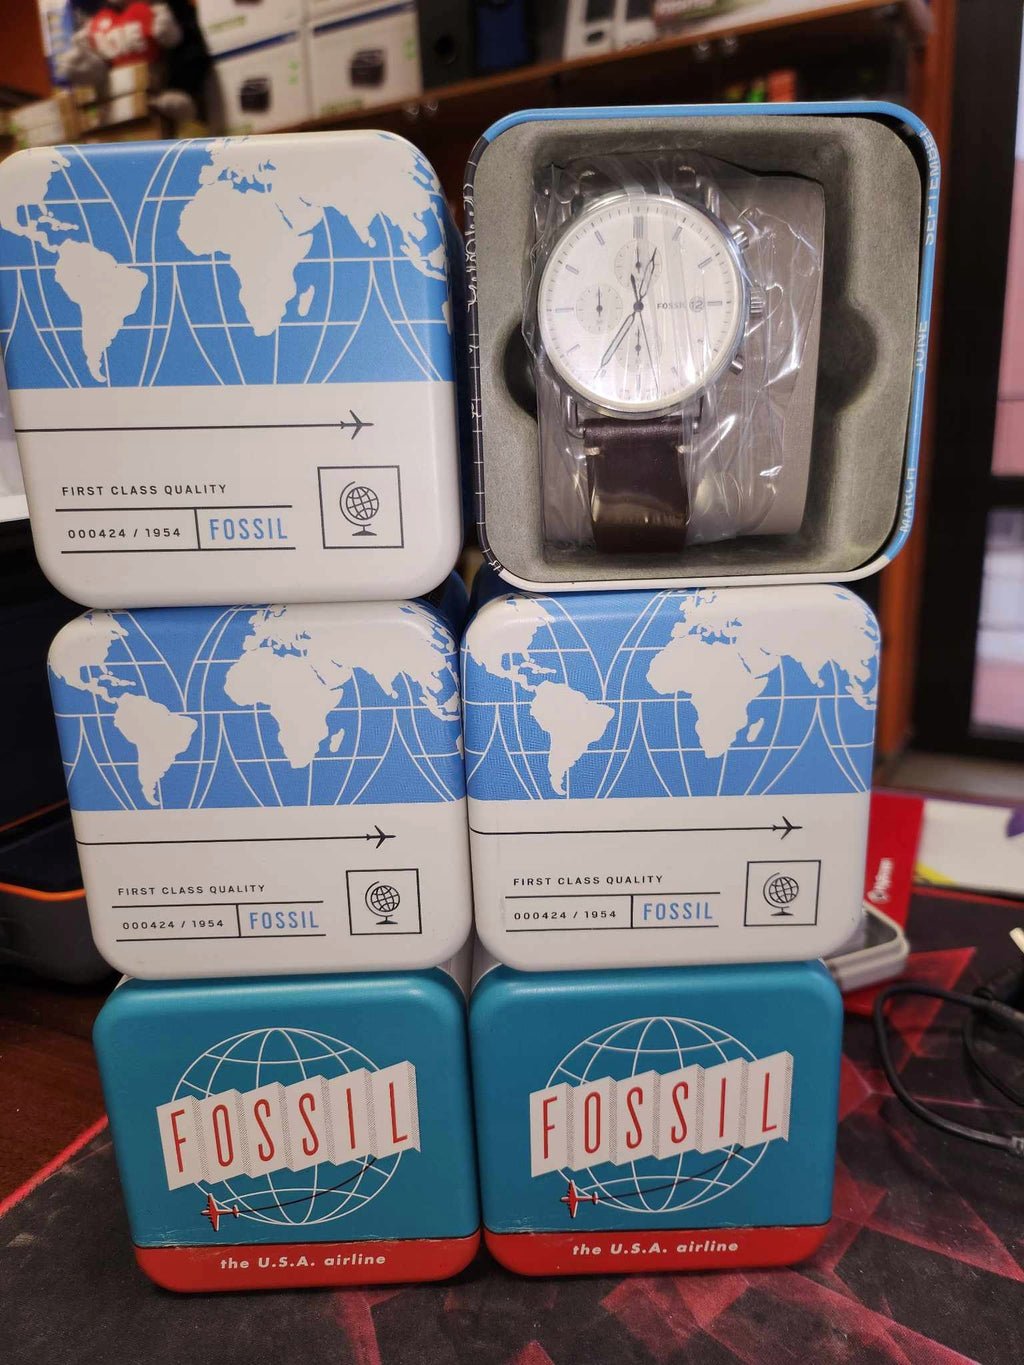 FIRST CLASS QUALITY
000424 / 1954
FOSSIL
SEPTEMBER
JUNE
MARCH
FOSSIL 12
FIRST CLASS QUALITY
000424 / 1954
FOSSIL
FIRST CLASS QUALITY
000424 / 1954
FOSSIL
FOSSIL
the U.S.A. airline
FOSSIL
the U.S.A. airline